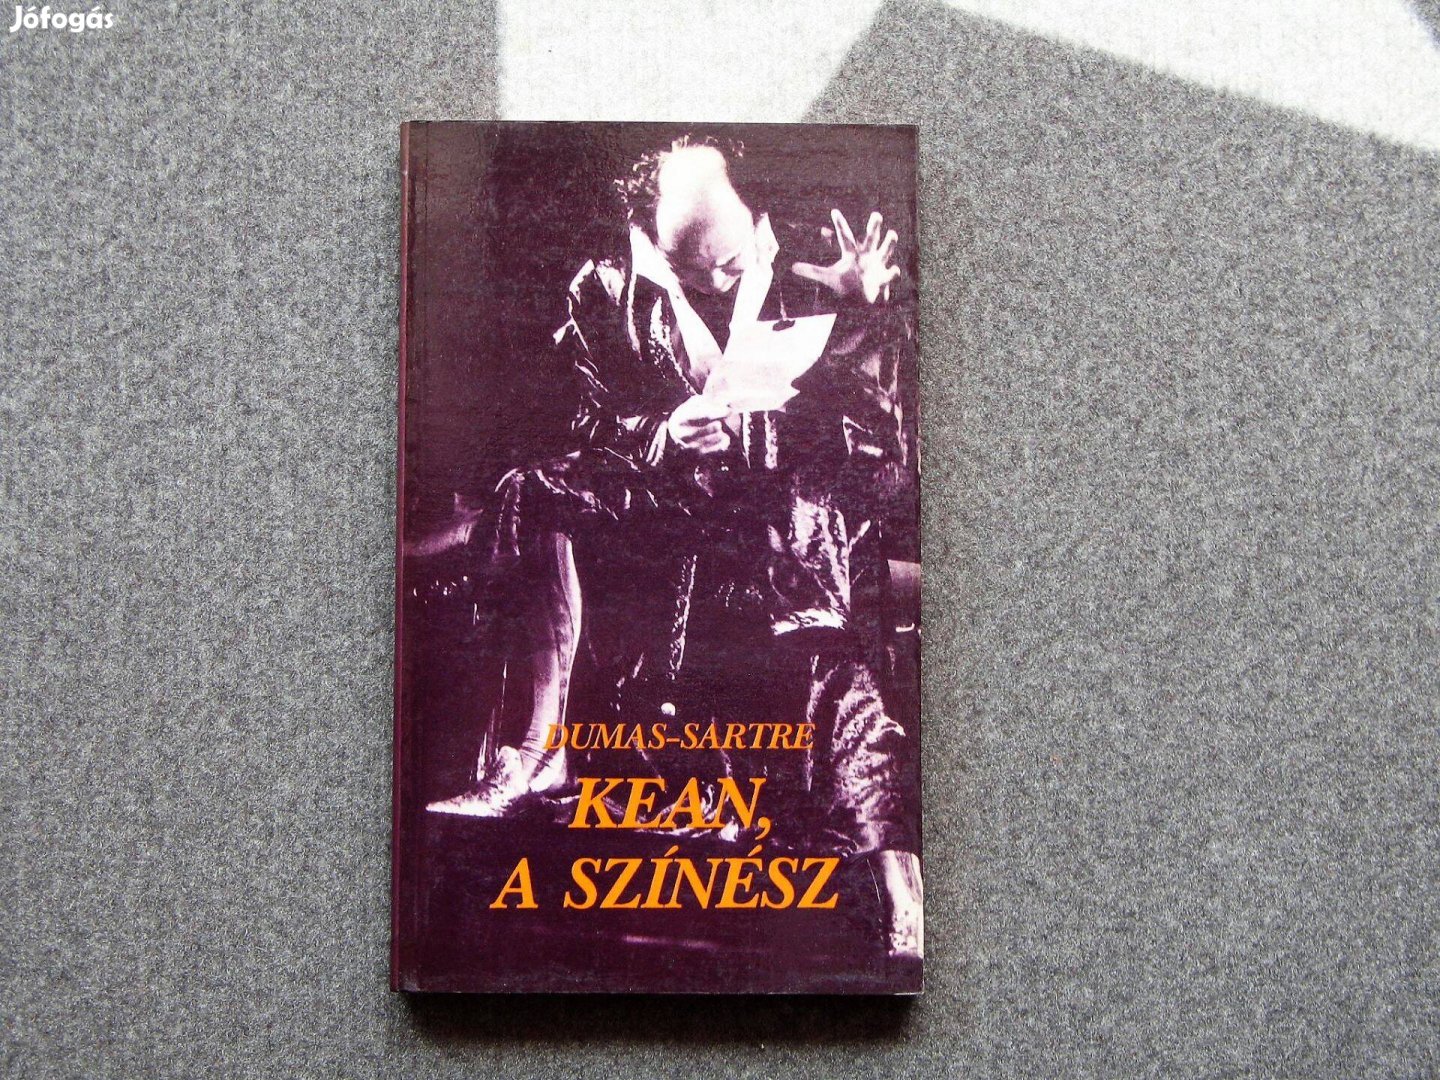 Jófogás
DUMAS-SARTRE
KEAN,
A SZÍNÉSZ